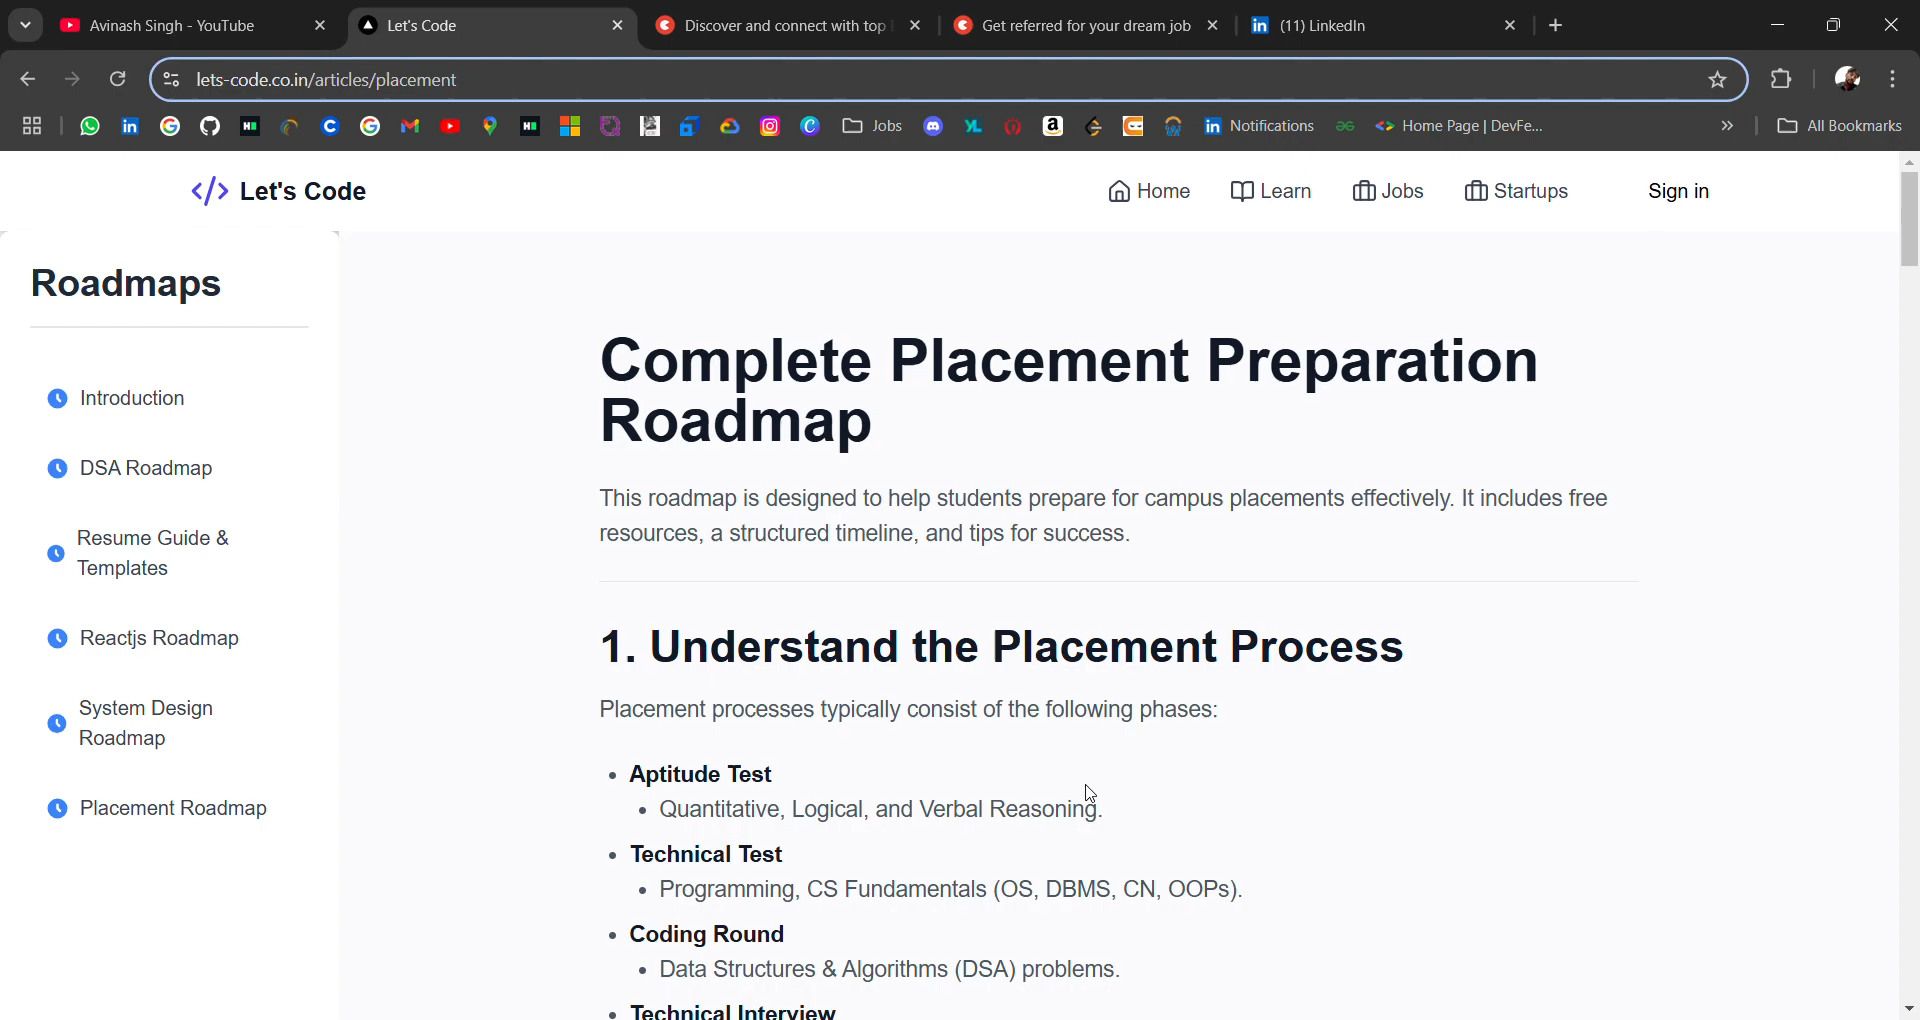 Avinash Singh - YouTube
Let's Code
Discover and connect with top
Get referred for your dream job
(11) LinkedIn
lets-code.co.in/articles/placement
Jobs
Notifications
Home Page | DevFe...
All Bookmarks
Let's Code
Home
Learn
Jobs
Startups
Sign in
Roadmaps
Introduction
DSA Roadmap
Resume Guide &
Templates
Reactjs Roadmap
System Design
Roadmap
Placement Roadmap
Complete Placement Preparation
Roadmap
This roadmap is designed to help students prepare for campus placements effectively. It includes free
resources, a structured timeline, and tips for success.
1. Understand the Placement Process
Placement processes typically consist of the following phases:
• Aptitude Test
• Quantitative, Logical, and Verbal Reasoning.
• Technical Test
• Programming, CS Fundamentals (OS, DBMS, CN, OOPs).
• Coding Round
• Data Structures & Algorithms (DSA) problems.
• Technical Interview